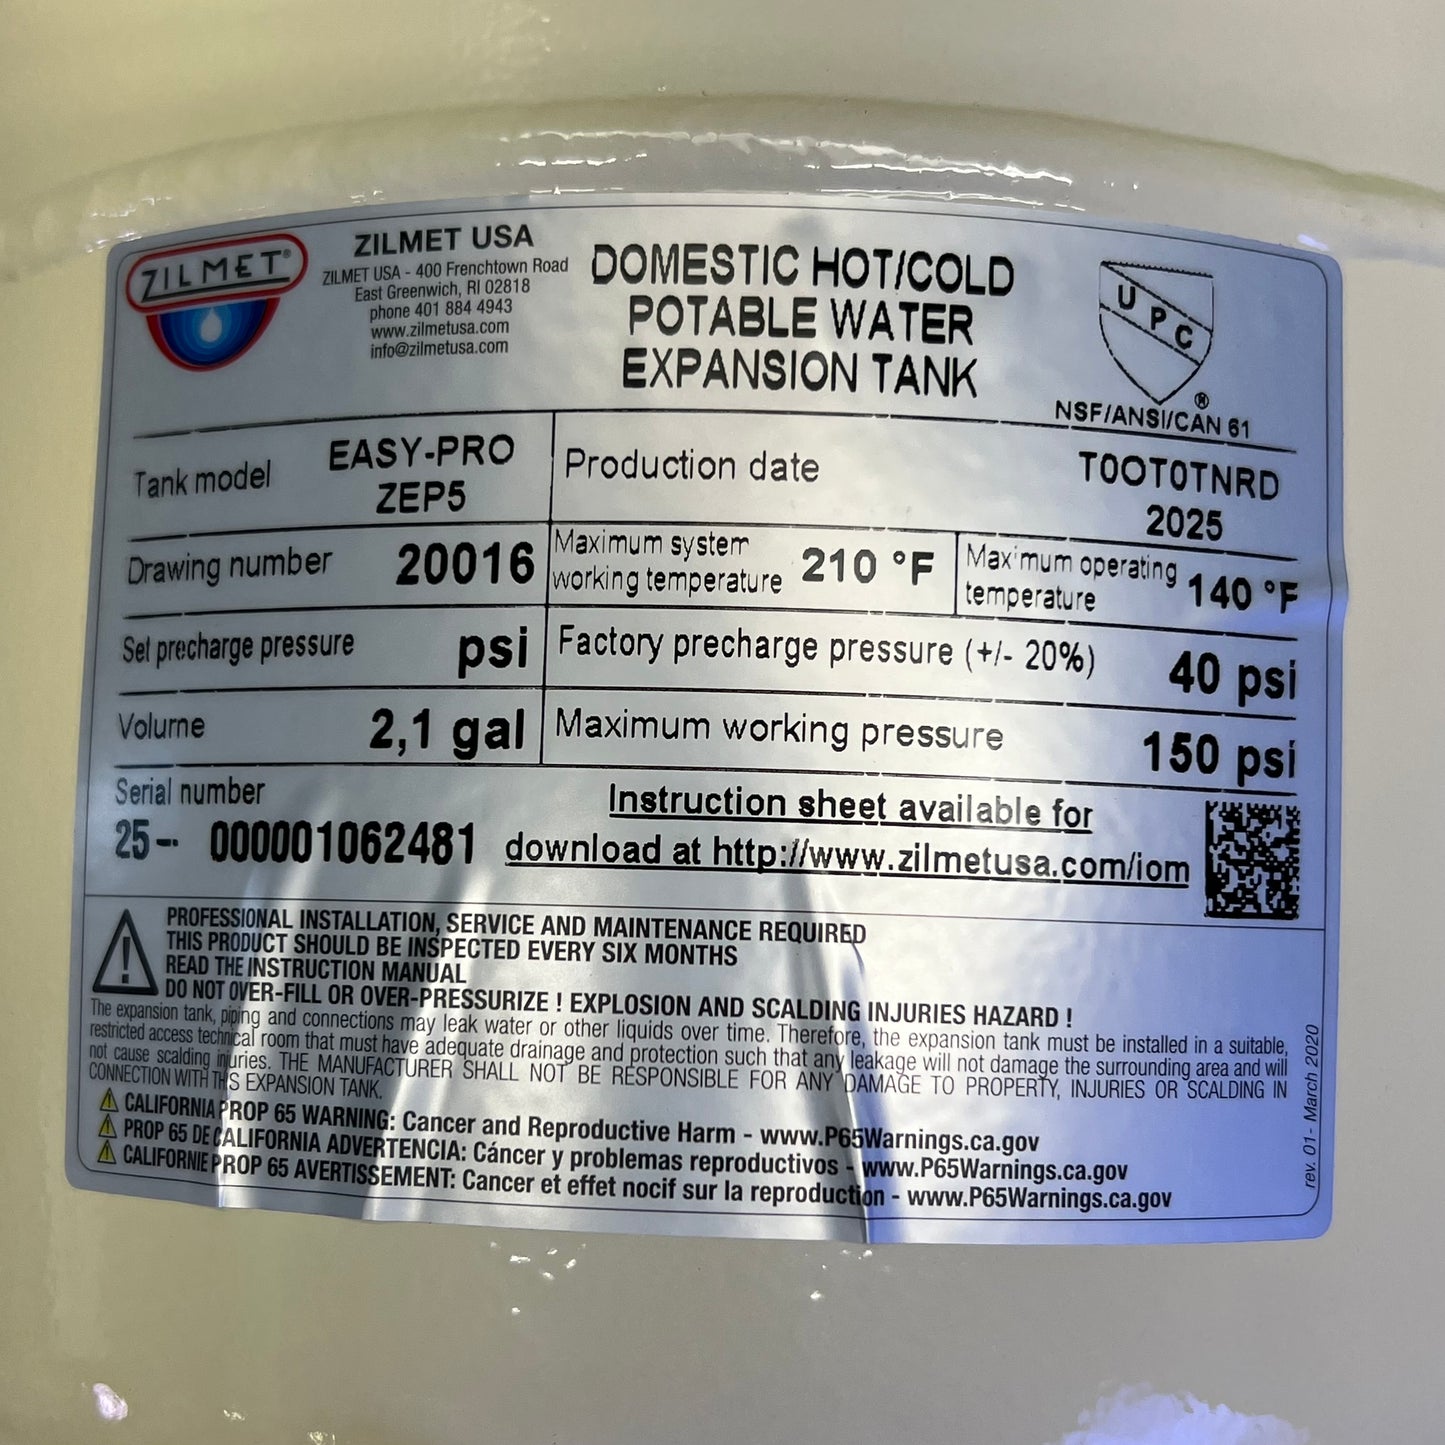 ZILMET®
ZILMET USA
ZILMET USA - 400 Frenchtown Road
East Greenwich, RI 02818
phone 401 884 4943
www.zilmetusa.com
info@zilmetusa.com
DOMESTIC HOT/COLD
POTABLE WATER
EXPANSION TANK
UPC
®
NSF/ANSI/CAN 61
Tank model
EASY-PRO
ZEP5
Production date
T0OT0TNRD
2025
Drawing number 20016
Maximum system
working temperature
210 °F
Maximum operating
temperature
140 °F
Set precharge pressure psi
Factory precharge pressure (+/- 20%) 40 psi
Volume 2,1 gal
Maximum working pressure 150 psi
Serial number
25-- 000001062481
Instruction sheet available for
download at http://www.zilmetusa.com/iom
PROFESSIONAL INSTALLATION, SERVICE AND MAINTENANCE REQUIRED
THIS PRODUCT SHOULD BE INSPECTED EVERY SIX MONTHS
READ THE INSTRUCTION MANUAL
DO NOT OVER-FILL OR OVER-PRESSURIZE ! EXPLOSION AND SCALDING INJURIES HAZARD !
The expansion tank, piping and connections may leak water or other liquids over time. Therefore, the expansion tank must be installed in a suitable,
restricted access technical room that must have adequate drainage and protection such that any leakage will not damage the surrounding area and will
not cause scalding injuries. THE MANUFACTURER SHALL NOT BE RESPONSIBLE FOR ANY DAMAGE TO PROPERTY, INJURIES OR SCALDING IN
CONNECTION WITH THIS EXPANSION TANK.
CALIFORNIA PROP 65 WARNING: Cancer and Reproductive Harm - www.P65Warnings.ca.gov
PROP 65 DE CALIFORNIA ADVERTENCIA: Cáncer y problemas reproductivos - www.P65Warnings.ca.gov
CALIFORNIE PROP 65 AVERTISSEMENT: Cancer et effet nocif sur la reproduction - www.P65Warnings.ca.gov
rev. 01- March 2020